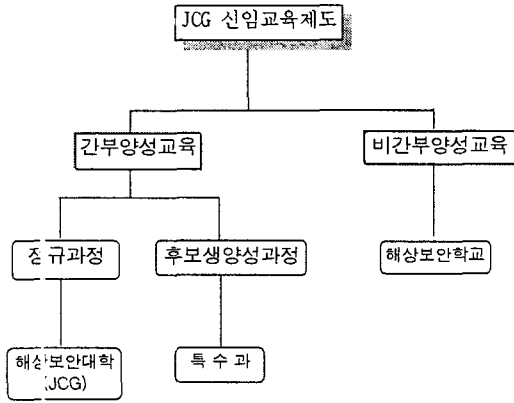 JCG 신임교육제도
간부양성교육
비간부양성교육
정규과정
후보생양성과정
해상보안학교
해상보안대학
(JCG)
특 수 과